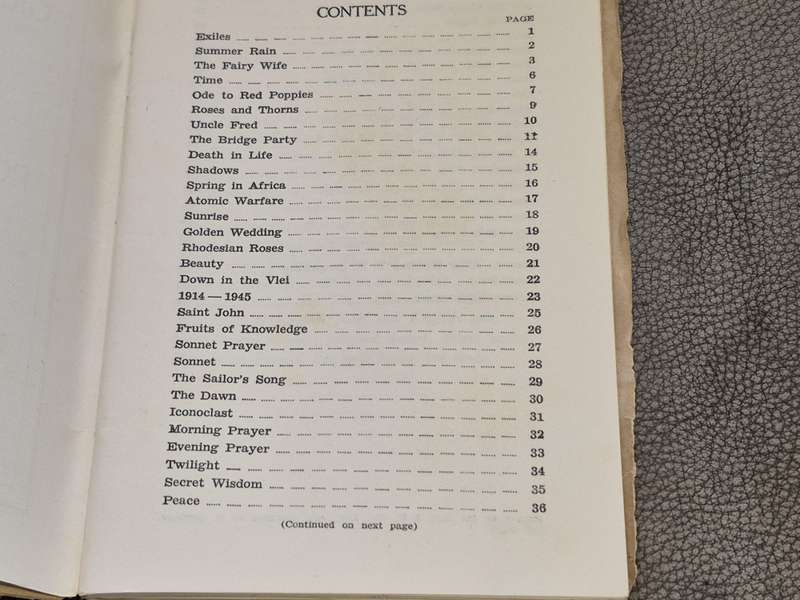 CONTENTS
PAGE
Exiles 1
Summer Rain 2
The Fairy Wife 3
Time 6
Ode to Red Poppies 7
Roses and Thorns 9
Uncle Fred 10
The Bridge Party 11
Death in Life 14
Shadows 15
Spring in Africa 16
Atomic Warfare 17
Sunrise 18
Golden Wedding 19
Rhodesian Roses 20
Beauty 21
Down in the Vlei 22
1914 — 1945 23
Saint John 25
Fruits of Knowledge 26
Sonnet Prayer 27
Sonnet 28
The Sailor's Song 29
The Dawn 30
Iconoclast 31
Morning Prayer 32
Evening Prayer 33
Twilight 34
Secret Wisdom 35
Peace 36
(Continued on next page)